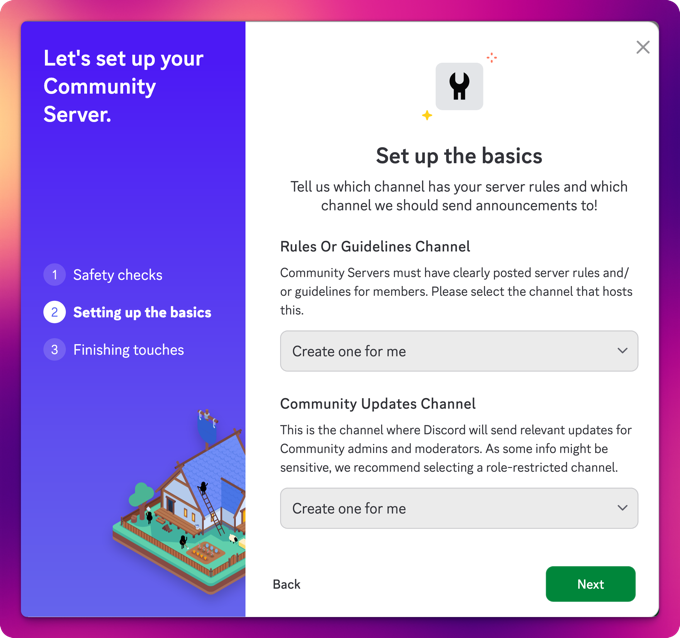 Let's set up your
Community
Server.
1 Safety checks
2 Setting up the basics
3 Finishing touches
Set up the basics
Tell us which channel has your server rules and which
channel we should send announcements to!
Rules Or Guidelines Channel
Community Servers must have clearly posted server rules and/
or guidelines for members. Please select the channel that hosts
this.
Create one for me
Community Updates Channel
This is the channel where Discord will send relevant updates for
Community admins and moderators. As some info might be
sensitive, we recommend selecting a role-restricted channel.
Create one for me
Back
Next